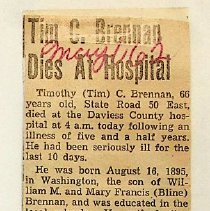 Tim C. Brennan
May 1162
Dies At Hospital
Timothy (Tim) C. Brennan, 66
years old, State Road 50 East,
died at the Daviess County hos-
pital at 4 a.m. today following an
illness of five and a half years.
He had been seriously ill for the
last 10 days.
He was born August 16, 1895,
in Washington, the son of Wil-
liam M. and Mary Francis (Bline)
Brennan, and was educated in the